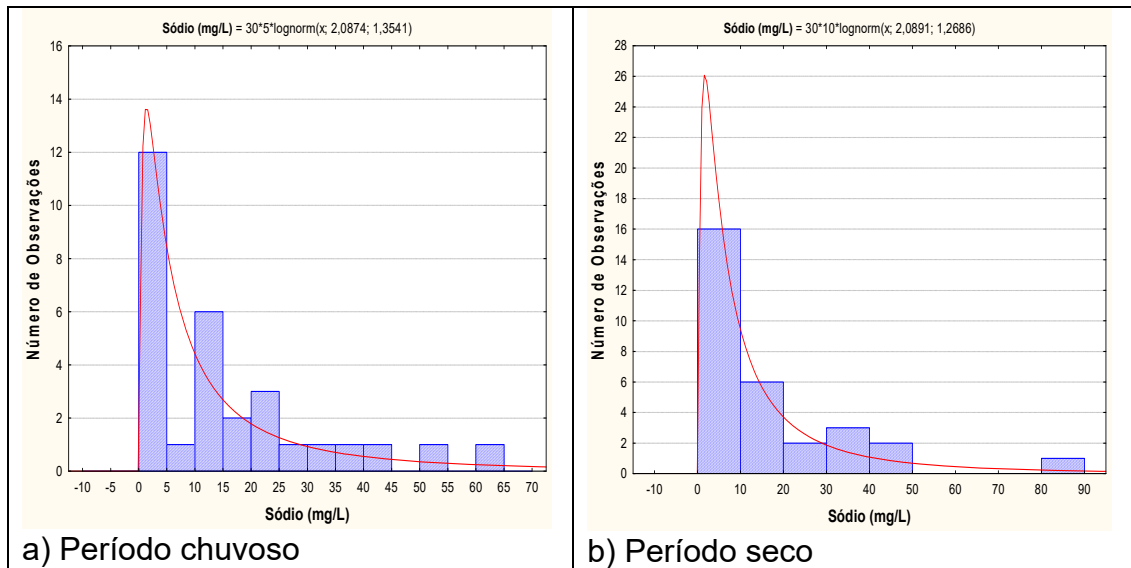 Sódio (mg/L) = 30*5*lognorm(x; 2,0874; 1,3541)
16
14
12
10
8
6
4
2
0
Número de Observações
-10 -5 0 5 10 15 20 25 30 35 40 45 50 55 60 65 70
Sódio (mg/L)
a) Período chuvoso
Sódio (mg/L) = 30*10*lognorm(x; 2,0891; 1,2686)
28
26
24
22
20
18
16
14
12
10
8
6
4
2
0
Número de Observações
-10 0 10 20 30 40 50 60 70 80 90
Sódio (mg/L)
b) Período seco